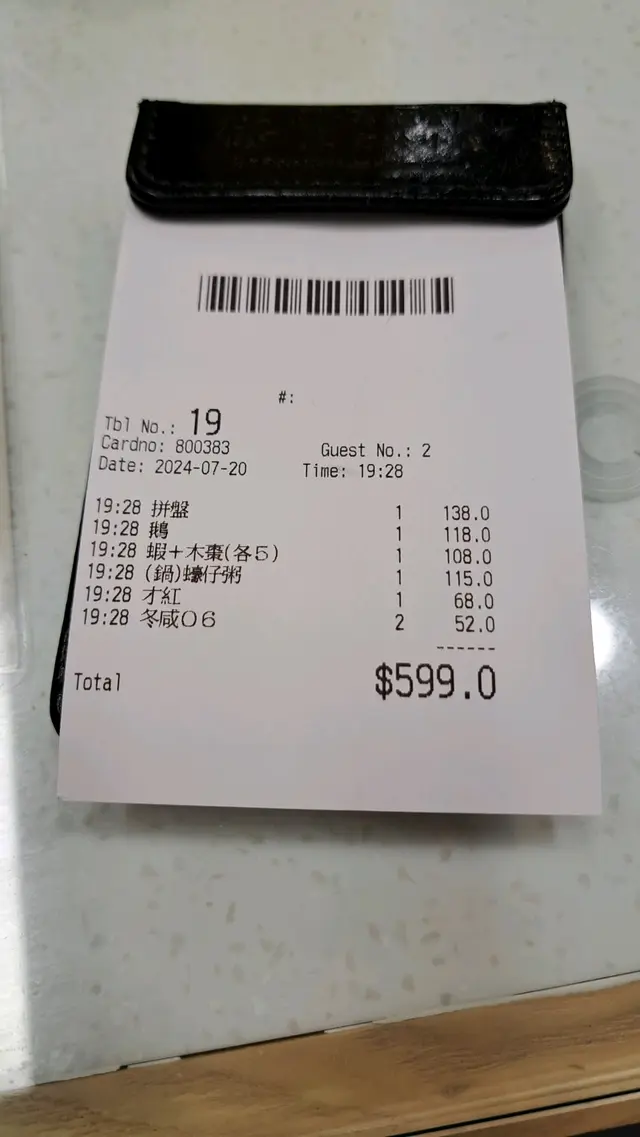 #:
Tbl No.: 19
Cardno: 800383 Guest No.: 2
Date: 2024-07-20 Time: 19:28
19:28 拼盤 1 138.0
19:28 鵝 1 118.0
19:28 蝦+木棗(各5) 1 108.0
19:28 (鍋)蠔仔粥 1 115.0
19:28 才紅 1 68.0
19:28 冬咸06 2 52.0
------
Total $599.0